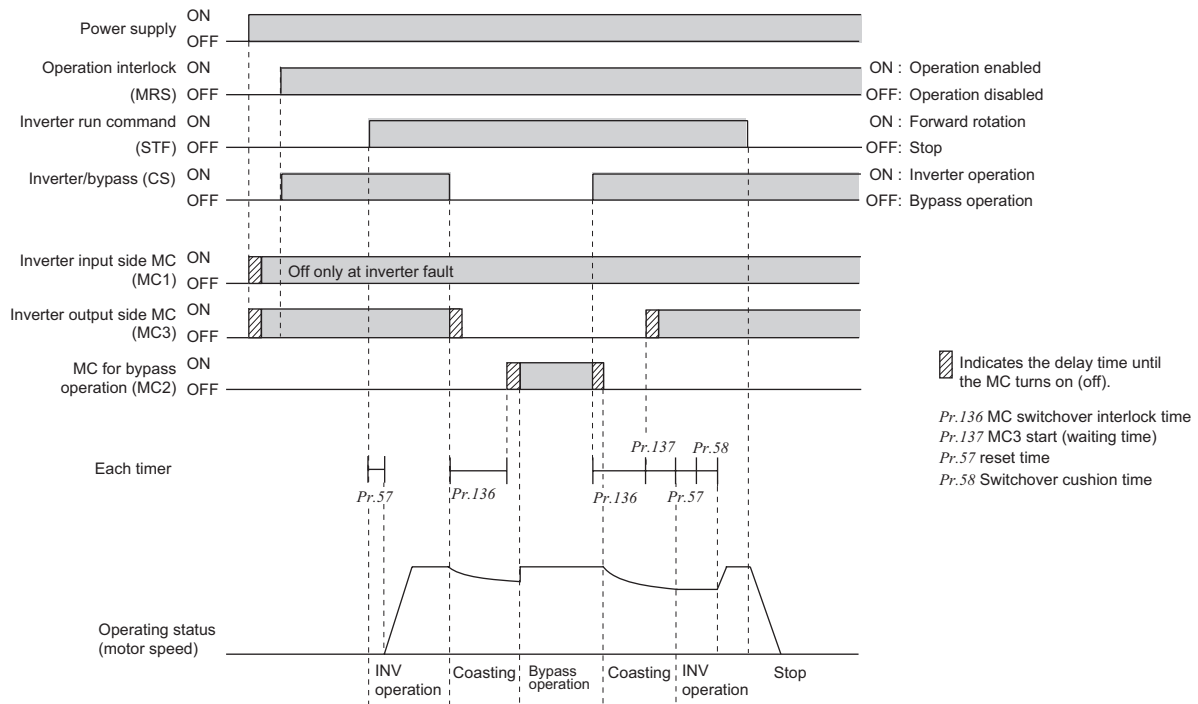 Power supply ON
OFF
Operation interlock ON
(MRS) OFF
ON : Operation enabled
OFF: Operation disabled
Inverter run command ON
(STF) OFF
ON : Forward rotation
OFF: Stop
Inverter/bypass (CS) ON
OFF
ON : Inverter operation
OFF: Bypass operation
Inverter input side MC ON
(MC1) OFF
Off only at inverter fault
Inverter output side MC ON
(MC3) OFF
MC for bypass ON
operation (MC2) OFF
Indicates the delay time until
the MC turns on (off).
Pr.136 MC switchover interlock time
Pr.137 MC3 start (waiting time)
Pr.57 reset time
Pr.58 Switchover cushion time
Each timer
Pr.137 Pr.58
Pr.57 Pr.136 Pr.136 Pr.57
Operating status
(motor speed)
INV
operation
Coasting
Bypass
operation
Coasting
INV
operation
Stop